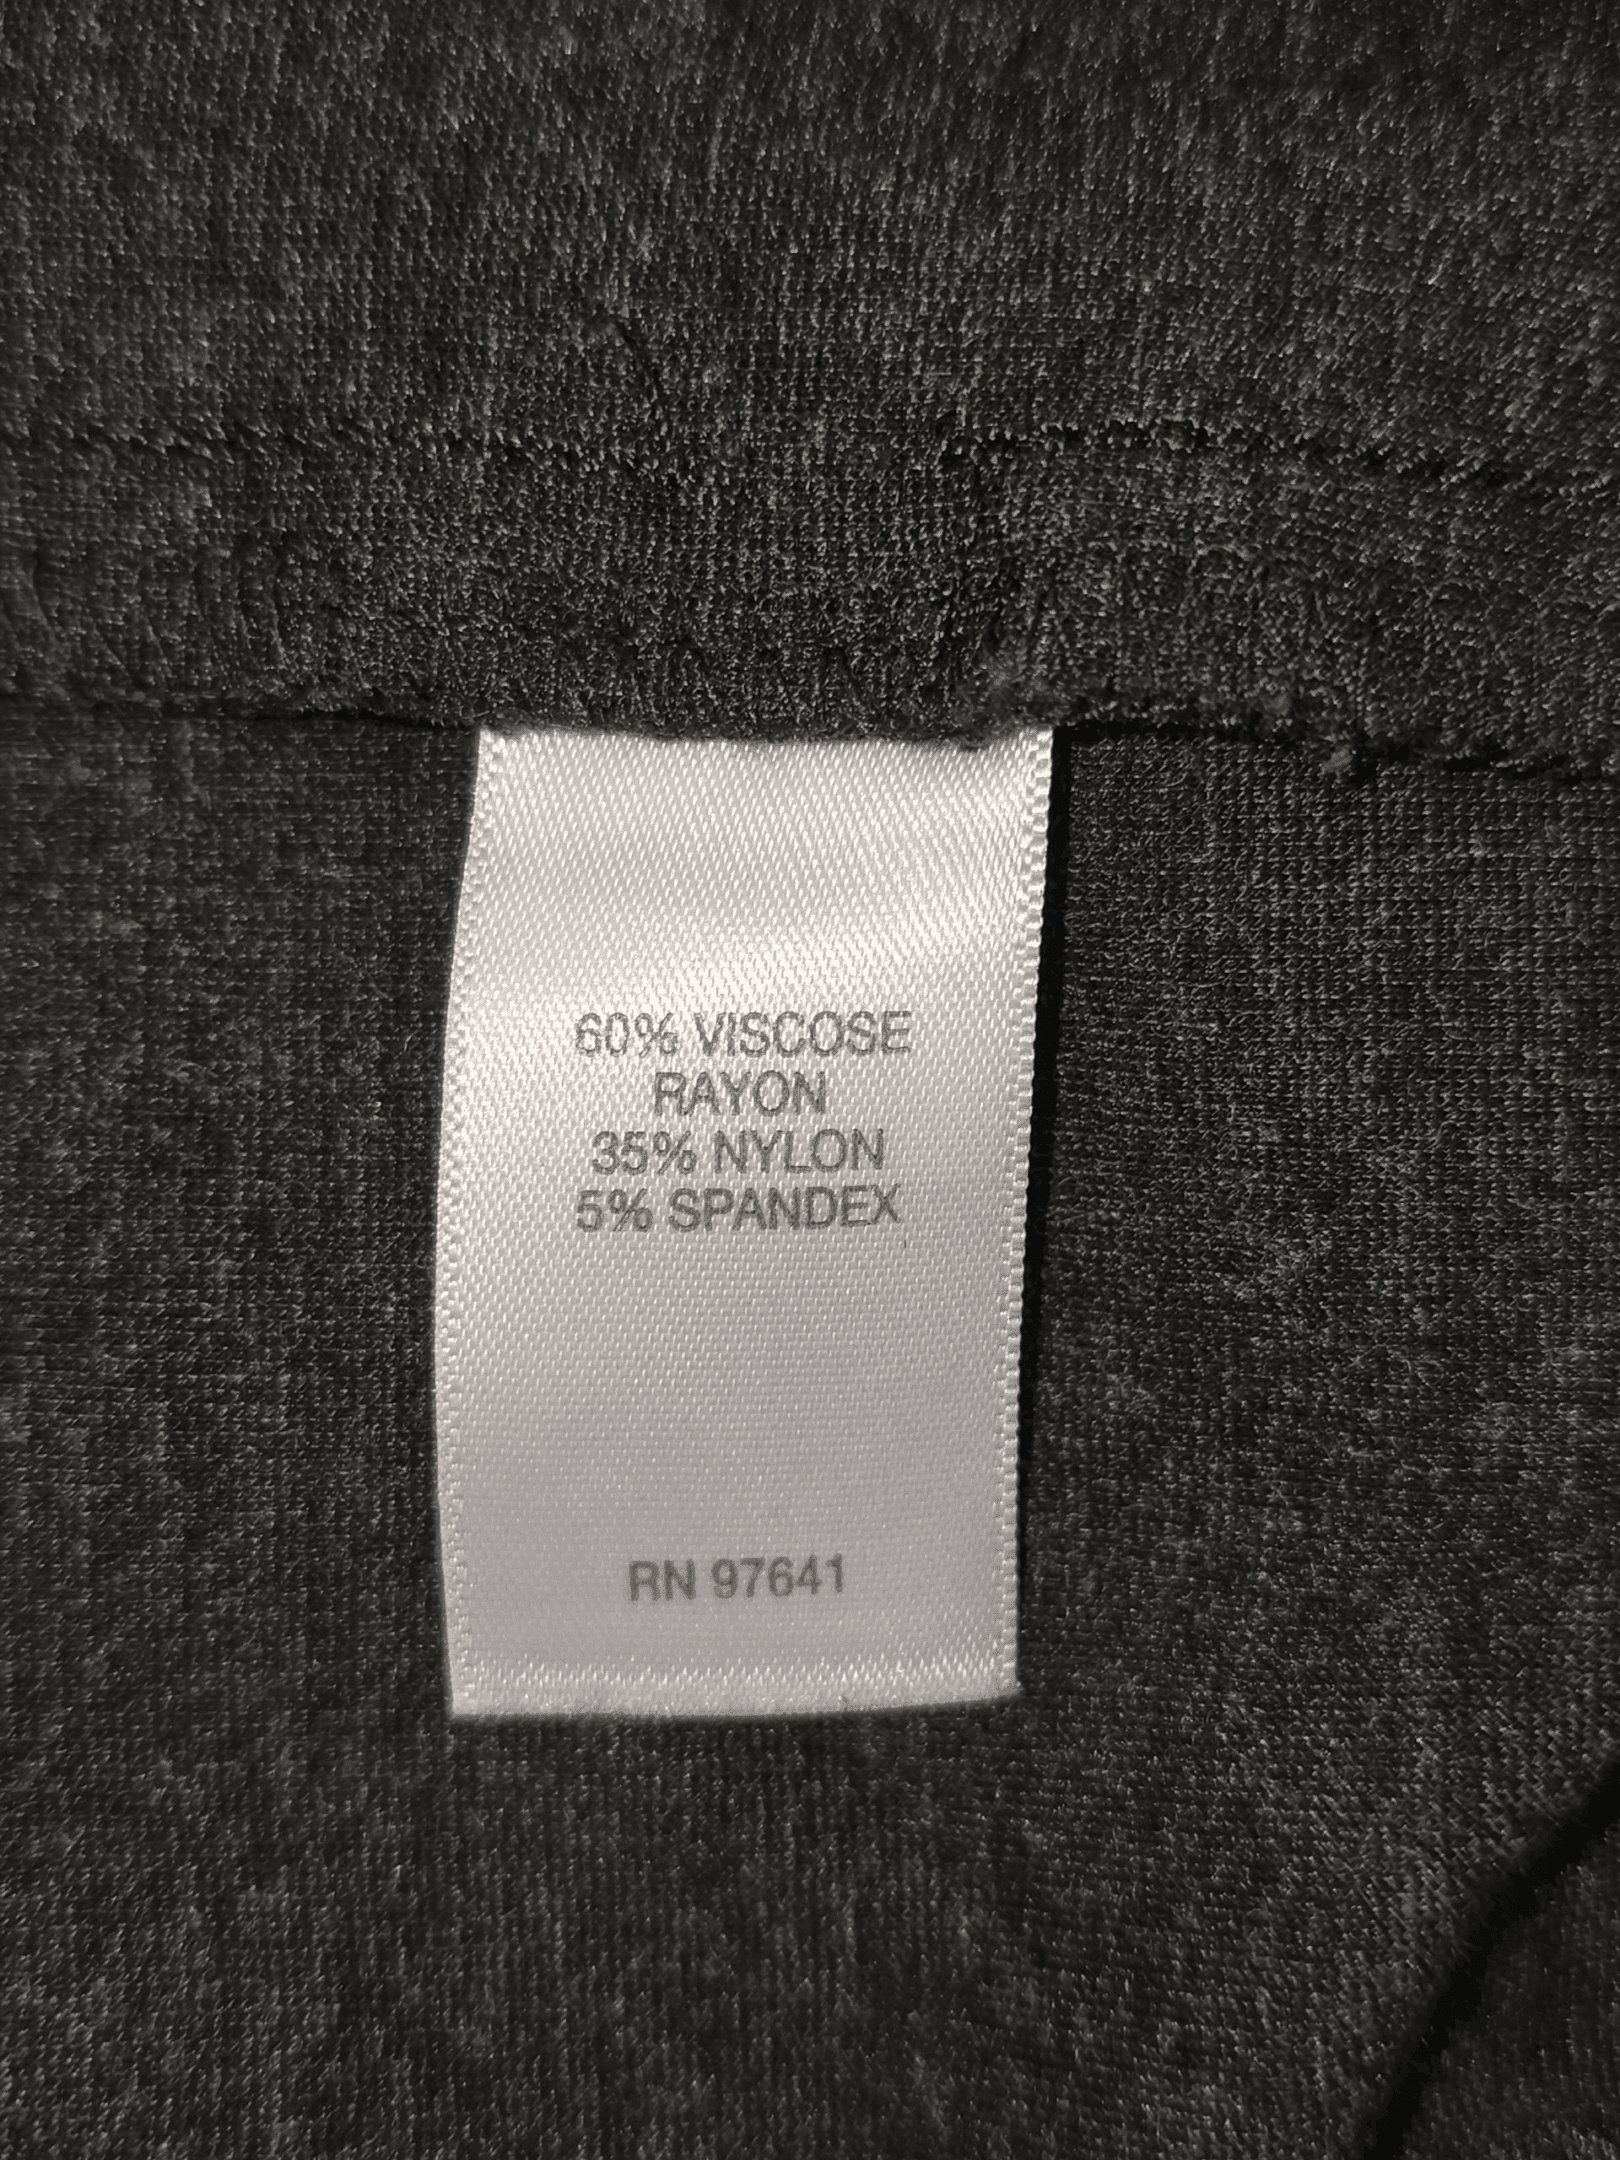 60% VISCOSE
RAYON
35% NYLON
5% SPANDEX
RN 97641